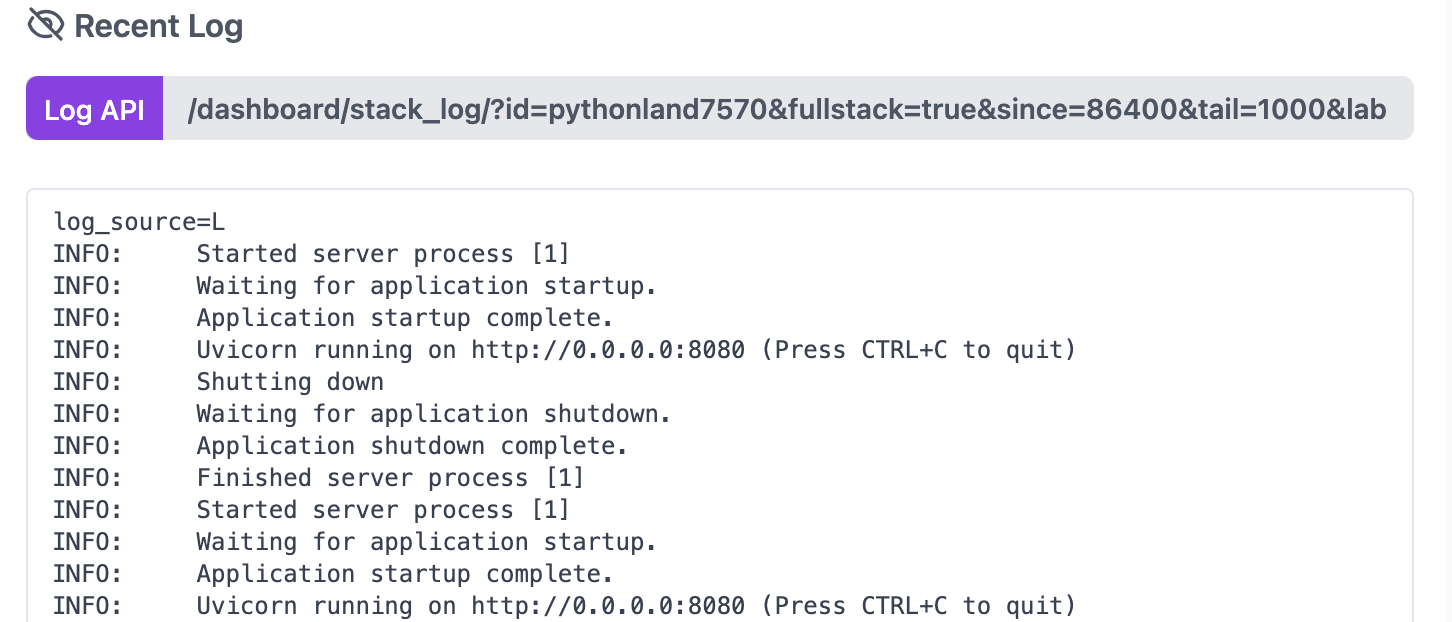 Recent Log
Log API /dashboard/stack_log/?id=pythonland7570&fullstack=true&since=86400&tail=1000&lab
log_source=L
INFO:     Started server process [1]
INFO:     Waiting for application startup.
INFO:     Application startup complete.
INFO:     Uvicorn running on http://0.0.0.0:8080 (Press CTRL+C to quit)
INFO:     Shutting down
INFO:     Waiting for application shutdown.
INFO:     Application shutdown complete.
INFO:     Finished server process [1]
INFO:     Started server process [1]
INFO:     Waiting for application startup.
INFO:     Application startup complete.
INFO:     Uvicorn running on http://0.0.0.0:8080 (Press CTRL+C to quit)